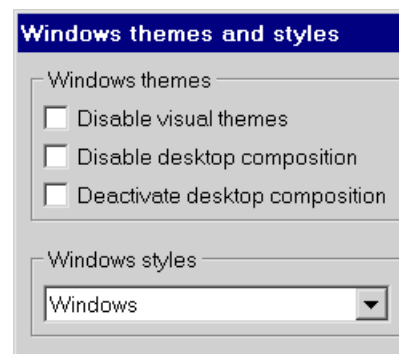 Windows themes and styles
Windows themes
Disable visual themes
Disable desktop composition
Deactivate desktop composition
Windows styles
Windows